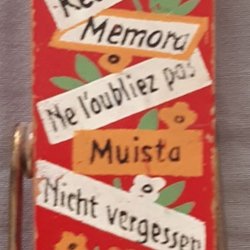 Memora
Ne l'oubliez pas
Muista
Nicht vergessen